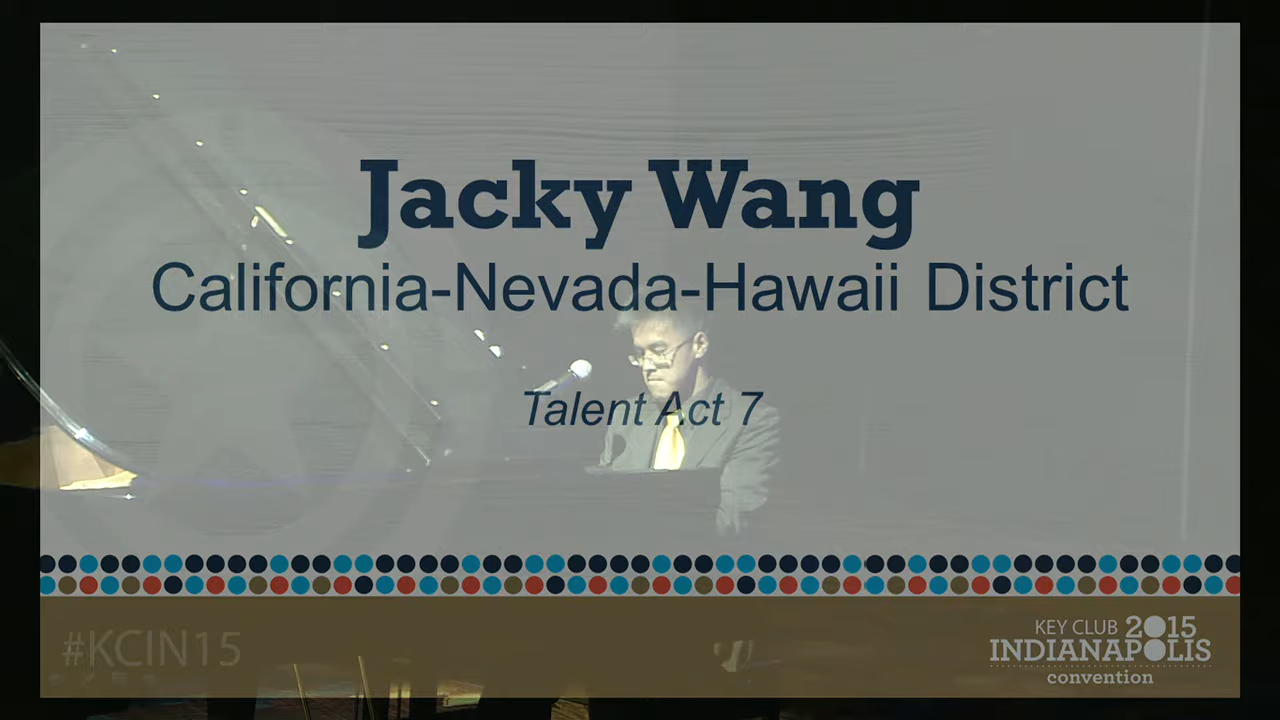 Jacky Wang
California-Nevada-Hawaii District
Talent Act 7
#KCIN15
KEY CLUB 2015
INDIANAPOLIS
convention